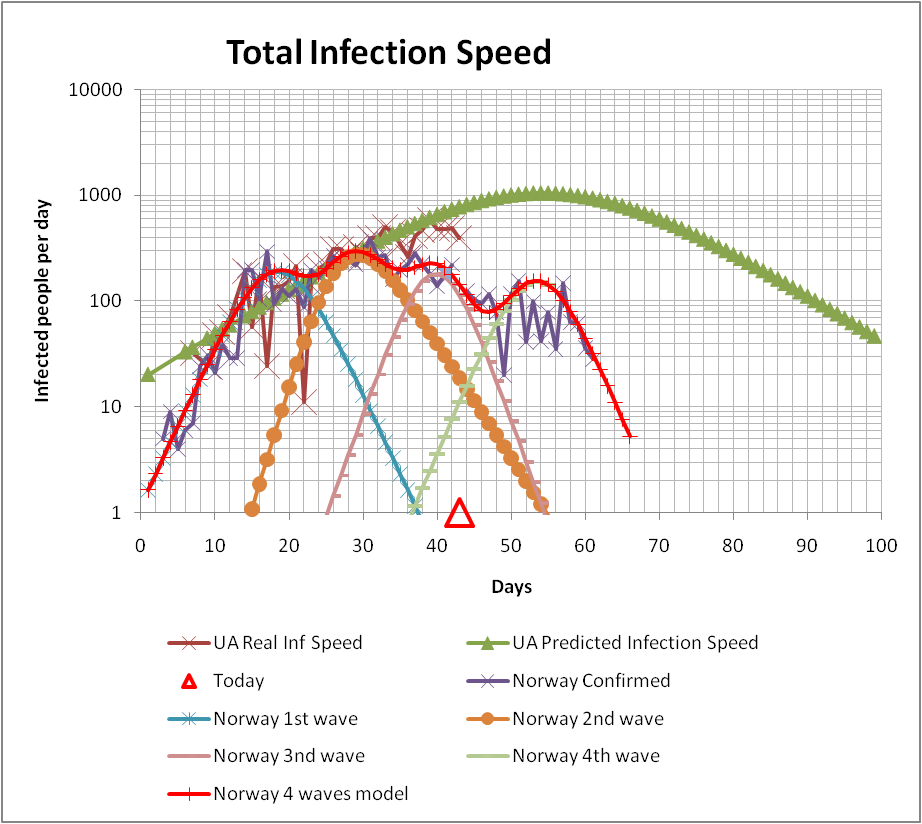 Total Infection Speed
Infected people per day
10000
1000
100
10
1
0 10 20 30 40 50 60 70 80 90 100
Days
UA Real Inf Speed
UA Predicted Infection Speed
Today
Norway Confirmed
Norway 1st wave
Norway 2nd wave
Norway 3nd wave
Norway 4th wave
Norway 4 waves model